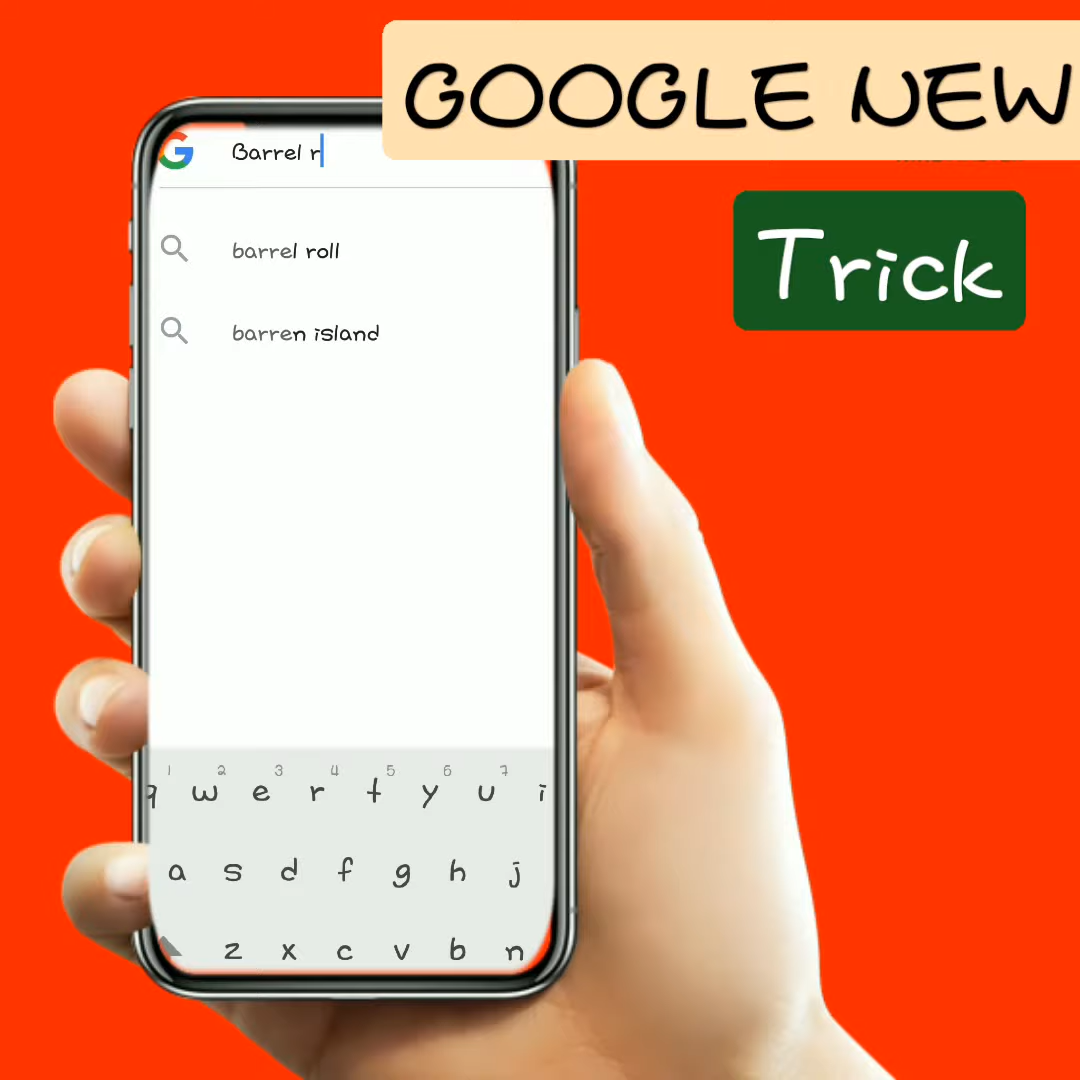 GOOGLE NEW
Trick
Barrel r
barrel roll
barren island
1 2 3 4 5 6 7
q w e r t y u i
a s d f g h j
z x c v b n